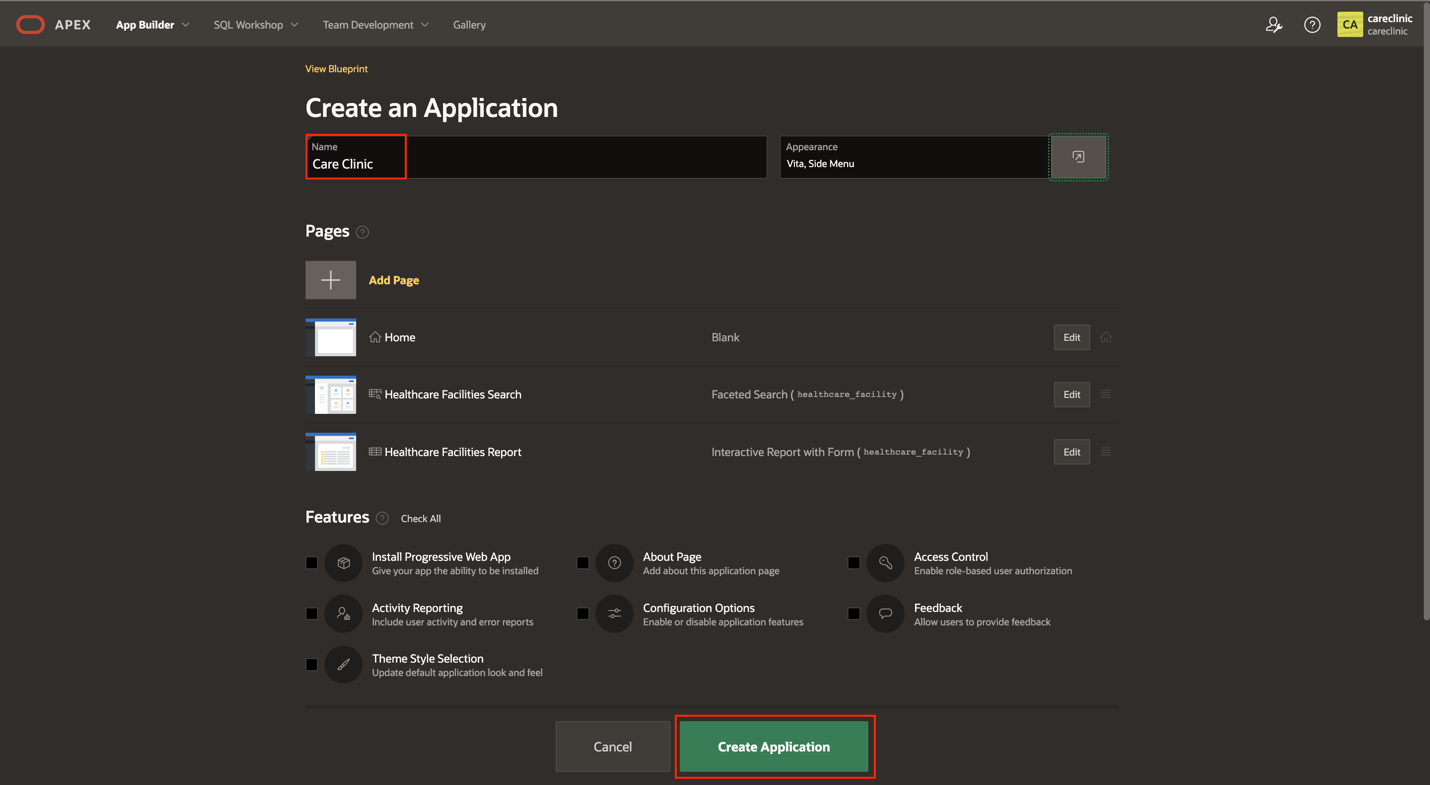 APEX App Builder SQL Workshop Team Development Gallery CA careclinic
careclinic
View Blueprint
Create an Application
Name
Care Clinic
Appearance
Vita, Side Menu
Pages ?
Add Page
Home Blank Edit
Healthcare Facilities Search Faceted Search ( healthcare_facility ) Edit
Healthcare Facilities Report Interactive Report with Form ( healthcare_facility ) Edit
Features ? Check All
Install Progressive Web App
Give your app the ability to be installed
About Page
Add about this application page
Access Control
Enable role-based user authorization
Activity Reporting
Include user activity and error reports
Configuration Options
Enable or disable application features
Feedback
Allow users to provide feedback
Theme Style Selection
Update default application look and feel
Cancel Create Application